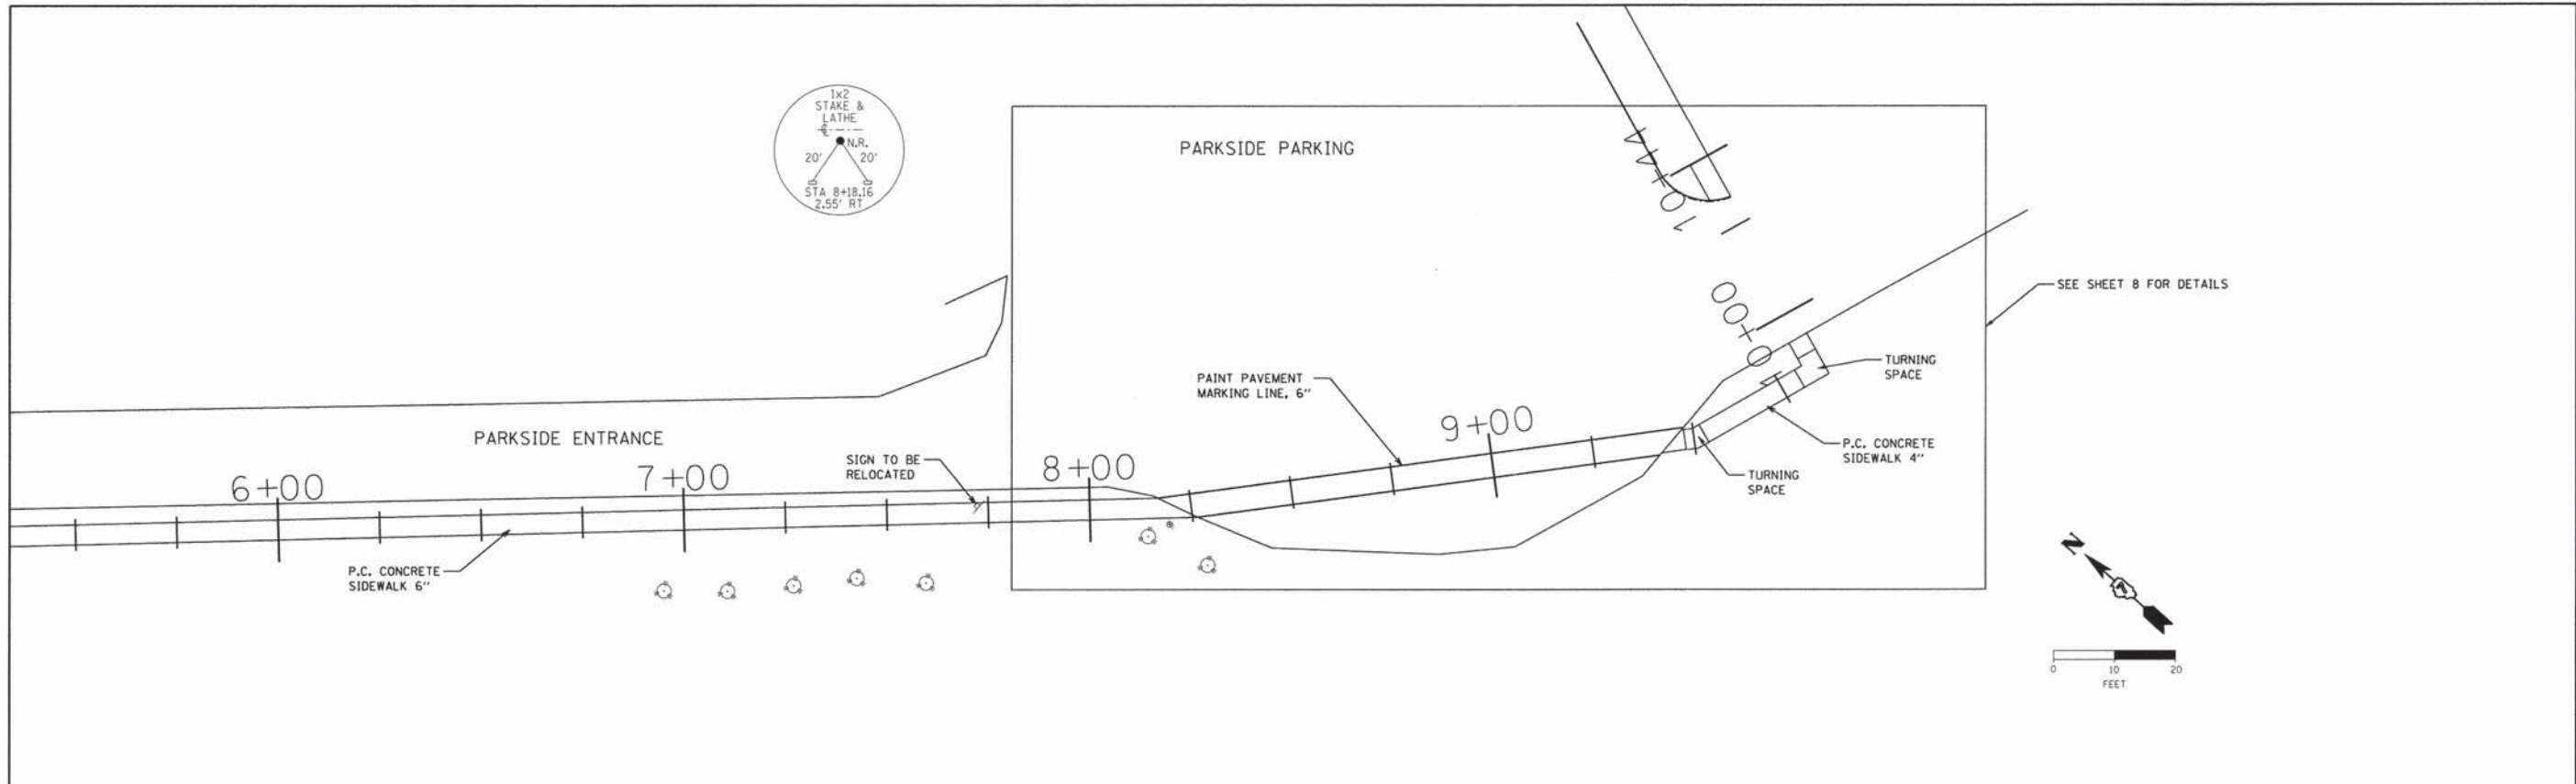 1x2
STAKE &
LATHE
℄
N.R.
20' 20'
STA 8+18.16
2.55' RT
PARKSIDE PARKING
AA
10+
0+00
SEE SHEET 8 FOR DETAILS
TURNING
SPACE
PAINT PAVEMENT
MARKING LINE, 6"
9+00
PARKSIDE ENTRANCE
SIGN TO BE
RELOCATED
8+00
7+00
6+00
P.C. CONCRETE
SIDEWALK 4"
TURNING
SPACE
P.C. CONCRETE
SIDEWALK 6"
N
0 10 20
FEET